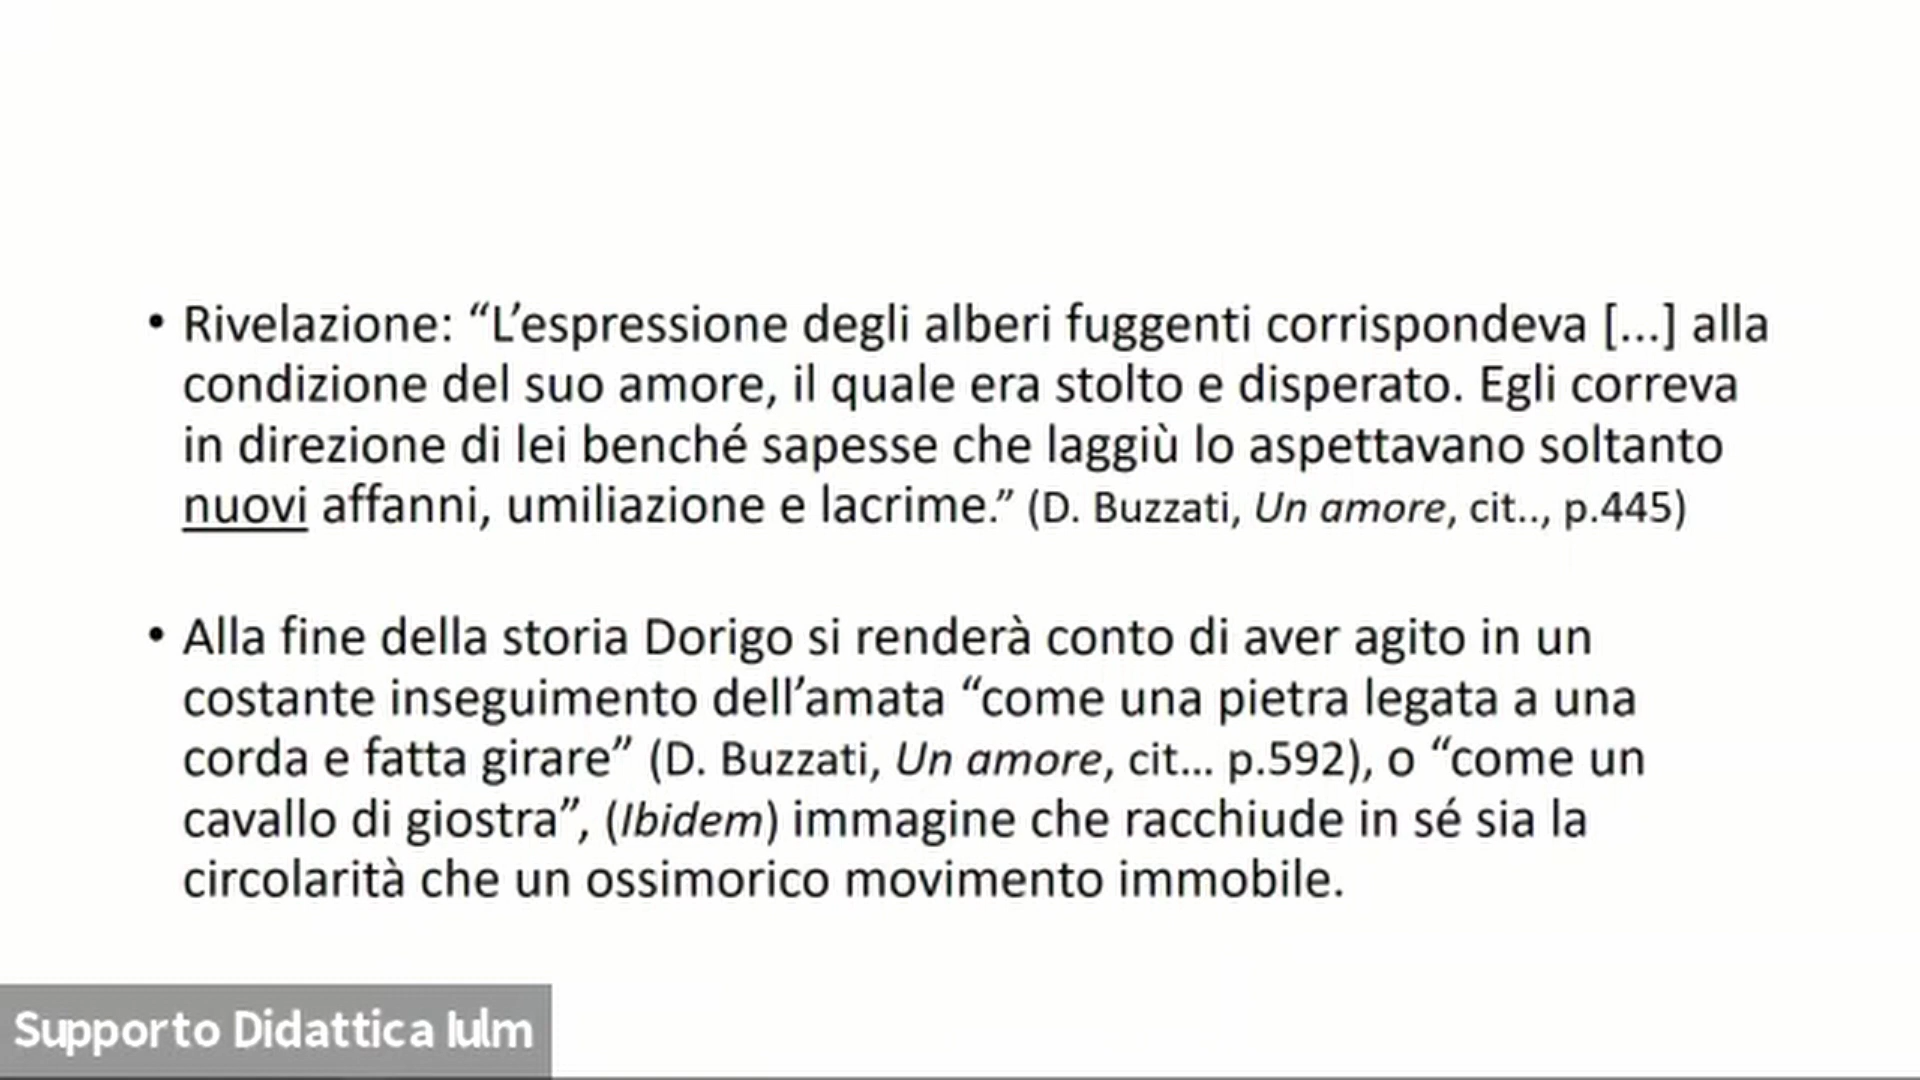 • Rivelazione: “L’espressione degli alberi fuggenti corrispondeva [...] alla
condizione del suo amore, il quale era stolto e disperato. Egli correva
in direzione di lei benché sapesse che laggiù lo aspettavano soltanto
nuovi affanni, umiliazione e lacrime.” (D. Buzzati, Un amore, cit.., p.445)
• Alla fine della storia Dorigo si renderà conto di aver agito in un
costante inseguimento dell’amata “come una pietra legata a una
corda e fatta girare” (D. Buzzati, Un amore, cit... p.592), o “come un
cavallo di giostra”, (Ibidem) immagine che racchiude in sé sia la
circolarità che un ossimorico movimento immobile.
Supporto Didattica Iulm